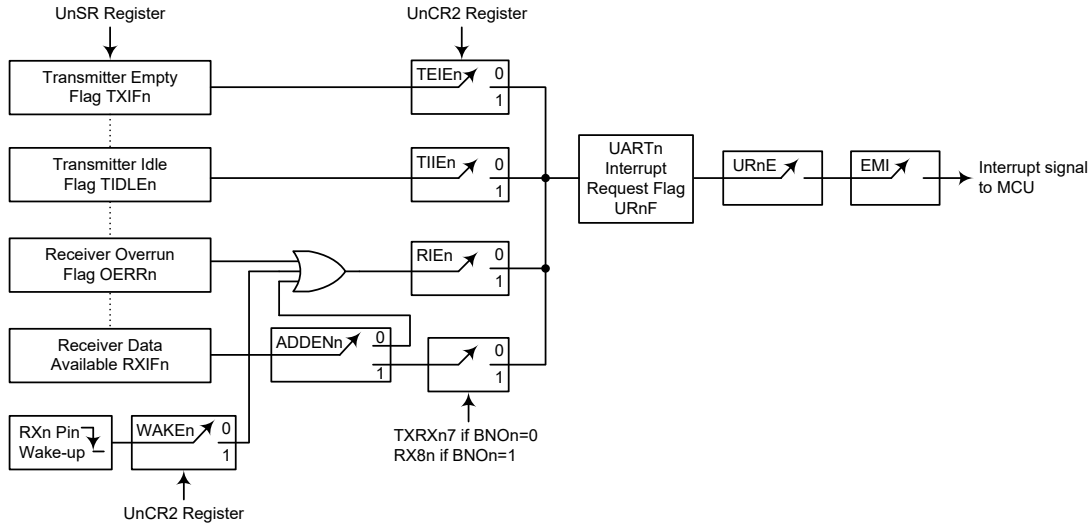 UnSR Register
UnCR2 Register
Transmitter Empty
Flag TXIFn
TEIEn
0
1
Transmitter Idle
Flag TIDLEn
TIIEn
0
1
UARTn
Interrupt
Request Flag
URnF
URnE
EMI
Interrupt signal
to MCU
Receiver Overrun
Flag OERRn
RIEn
0
1
Receiver Data
Available RXIFn
ADDENn
0
1
0
1
RXn Pin
Wake-up
WAKEn
0
1
TXRXn7 if BNOn=0
RX8n if BNOn=1
UnCR2 Register